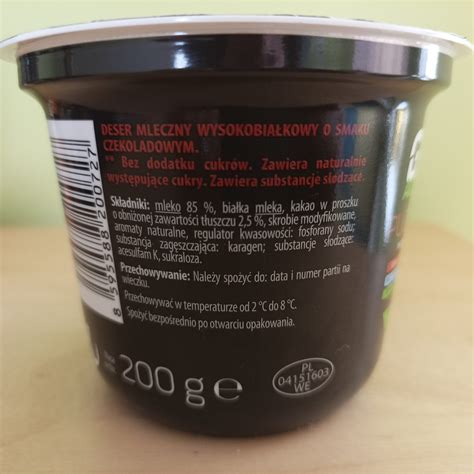 DESER MLECZNY WYSOKOBIAŁKOWY O SMAKU
CZEKOLADOWYM.
** Bez dodatku cukrów. Zawiera naturalnie
występujące cukry. Zawiera substancje słodzące.
Składniki: mleko 85 %, białka mleka, kakao w proszku
o obniżonej zawartości tłuszczu 2,5 %, skrobie modyfikowane,
aromaty naturalne, regulator kwasowości: fosforany sodu;
substancja zagęszczająca: karagen; substancje słodzące:
acesulfam K, sukraloza.
Przechowywanie: Należy spożyć do: data i numer partii na
wieczku.
Przechowywać w temperaturze od 2 °C do 8 °C.
Spożyć bezpośrednio po otwarciu opakowania.
8 595588 200727
200 g e
PL
04151603
WE